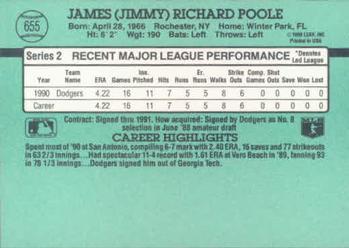 655
JAMES (JIMMY) RICHARD POOLE
Born: April 28, 1966 Rochester, NY Home: Winter Park, FL
Ht: 6' 2" Wgt: 190 Bats: Left Throws: Left
© 1990 LEAF, INC.
Printed in USA
Series 2 RECENT MAJOR LEAGUE PERFORMANCE *Denotes Led League
Year Team Name ERA Games Inn. Pitched Hits Runs Er. Runs Walks Strike Outs Comp. Games Shut Outs Save Won Lost
1990 Dodgers 4.22 16 11 7 5 5 8 6 0 0 0 0 0
Career 4.22 16 11 7 5 5 8 6 0 0 0 0 0
Contract: Signed thru 1991. How acquired: Signed by Dodgers as No. 8
selection in June '88 amateur draft
CAREER HIGHLIGHTS
Spent most of '90 at San Antonio, compiling 6-7 mark with 2.40 ERA, 16 saves and 77 strikeouts
in 63 2/3 innings...Had spectacular 11-4 record with 1.61 ERA at Vero Beach in '89, fanning 93
in 78 1/3 innings...Dodgers signed him out of Georgia Tech.